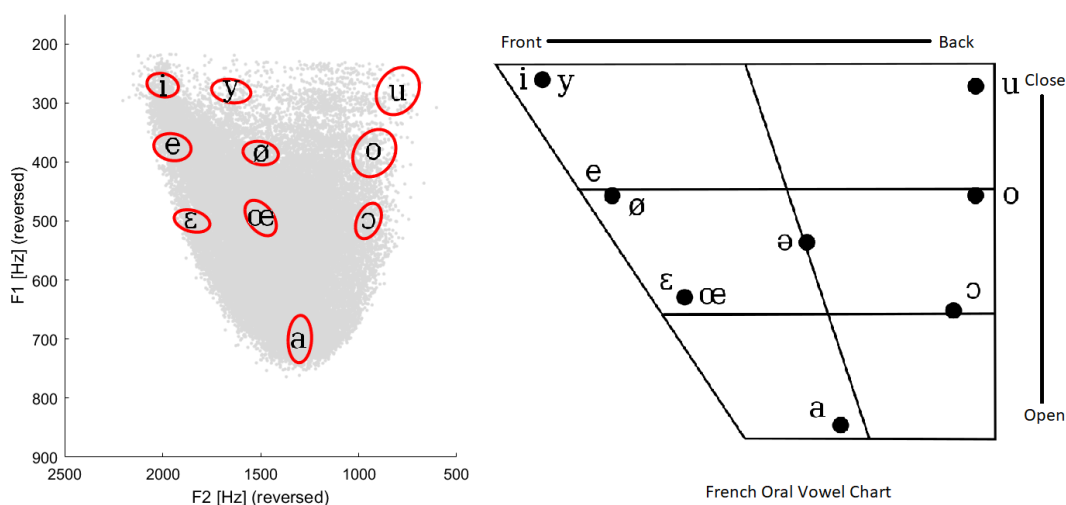 200
300
400
500
600
700
800
900
2500 2000 1500 1000 500
F1 [Hz] (reversed)
F2 [Hz] (reversed)
i y u
e ø o
ɛ œ ɔ
a
Front Back
i y u Close
e
ø o
ə
ɛ œ ɔ
a Open
French Oral Vowel Chart